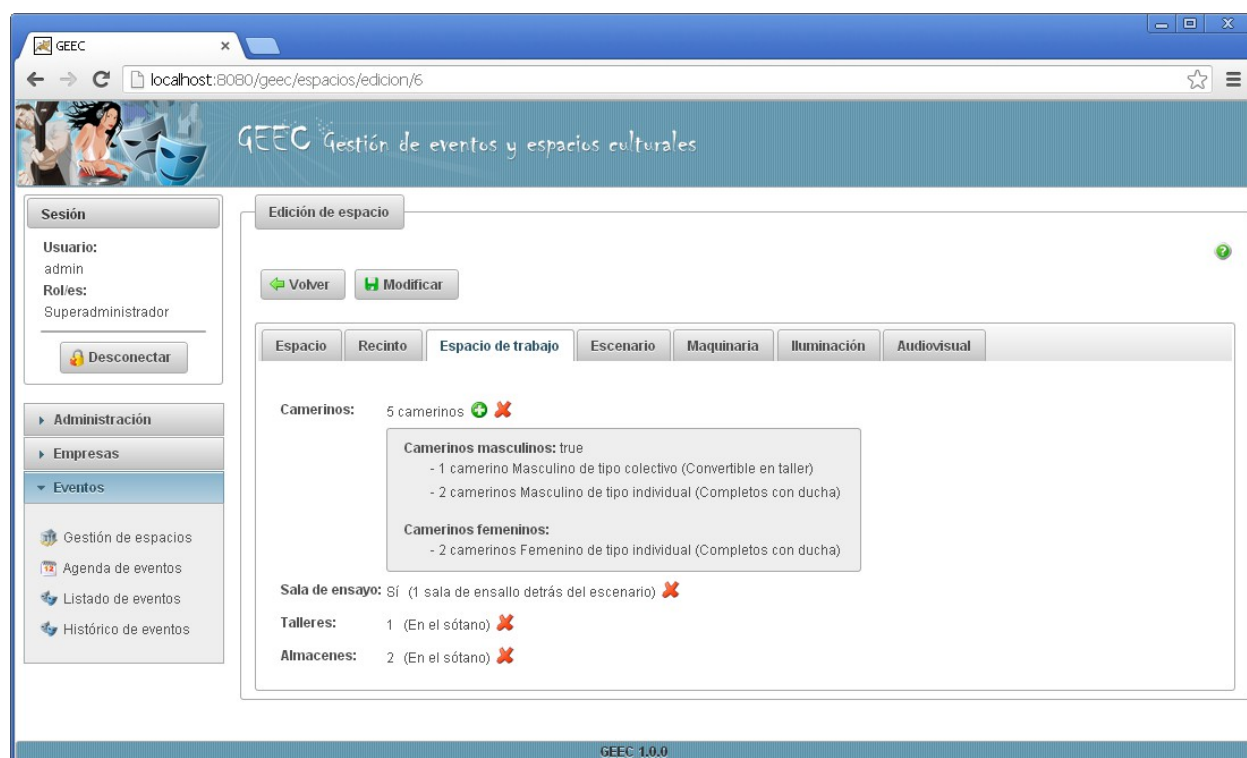 GEEC
localhost:8080/geec/espacios/edicion/6
GEEC Gestión de eventos y espacios culturales
Sesión
Usuario:
admin
Rol/es:
Superadministrador
Desconectar
Administración
Empresas
Eventos
Gestión de espacios
12 Agenda de eventos
Listado de eventos
Histórico de eventos
Edición de espacio
Volver Modificar
Espacio Recinto Espacio de trabajo Escenario Maquinaria Iluminación Audiovisual
Camerinos: 5 camerinos
Camerinos masculinos: true
- 1 camerino Masculino de tipo colectivo (Convertible en taller)
- 2 camerinos Masculino de tipo individual (Completos con ducha)
Camerinos femeninos:
- 2 camerinos Femenino de tipo individual (Completos con ducha)
Sala de ensayo: Sí (1 sala de ensallo detrás del escenario)
Talleres: 1 (En el sótano)
Almacenes: 2 (En el sótano)
GEEC 1.0.0